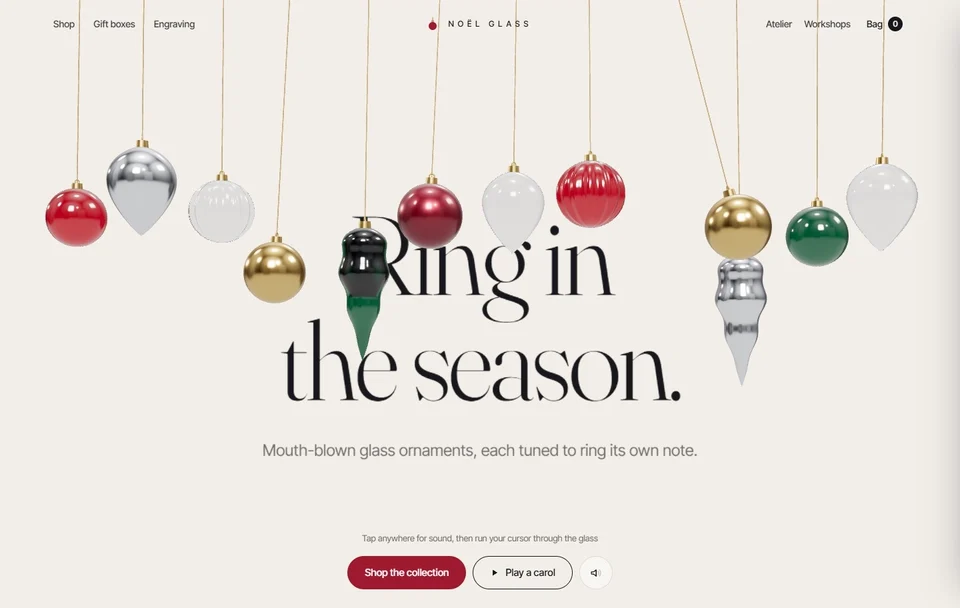 Shop Gift boxes Engraving NOËL GLASS Atelier Workshops Bag 0
Ring in
the season.
Mouth-blown glass ornaments, each tuned to ring its own note.
Tap anywhere for sound, then run your cursor through the glass
Shop the collection Play a carol